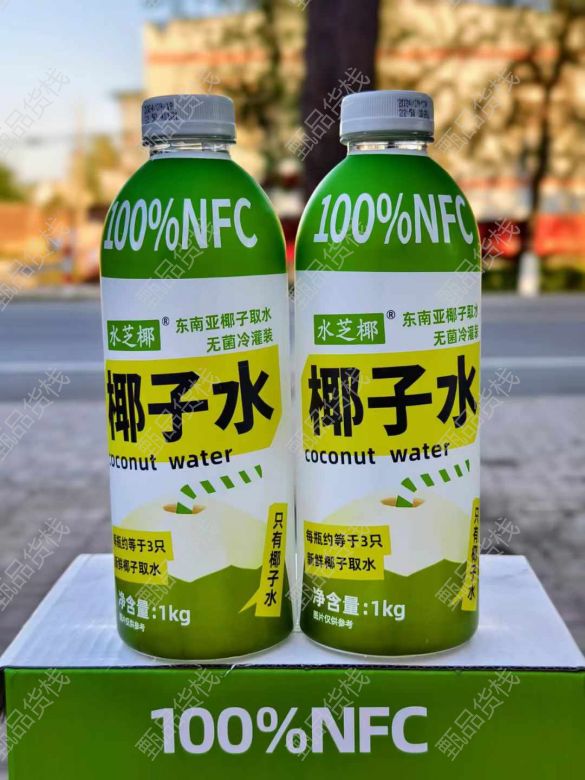 100%NFC
水芝椰®
东南亚椰子取水
无菌冷灌装
椰子水
coconut water
每瓶约等于3只
新鲜椰子取水
只有椰子水
净含量:1kg
图片仅供参考
100%NFC
水芝椰®
东南亚椰子取水
无菌冷灌装
椰子水
coconut water
每瓶约等于3只
新鲜椰子取水
只有椰子水
净含量:1kg
图片仅供参考
100%NFC
甄品货栈